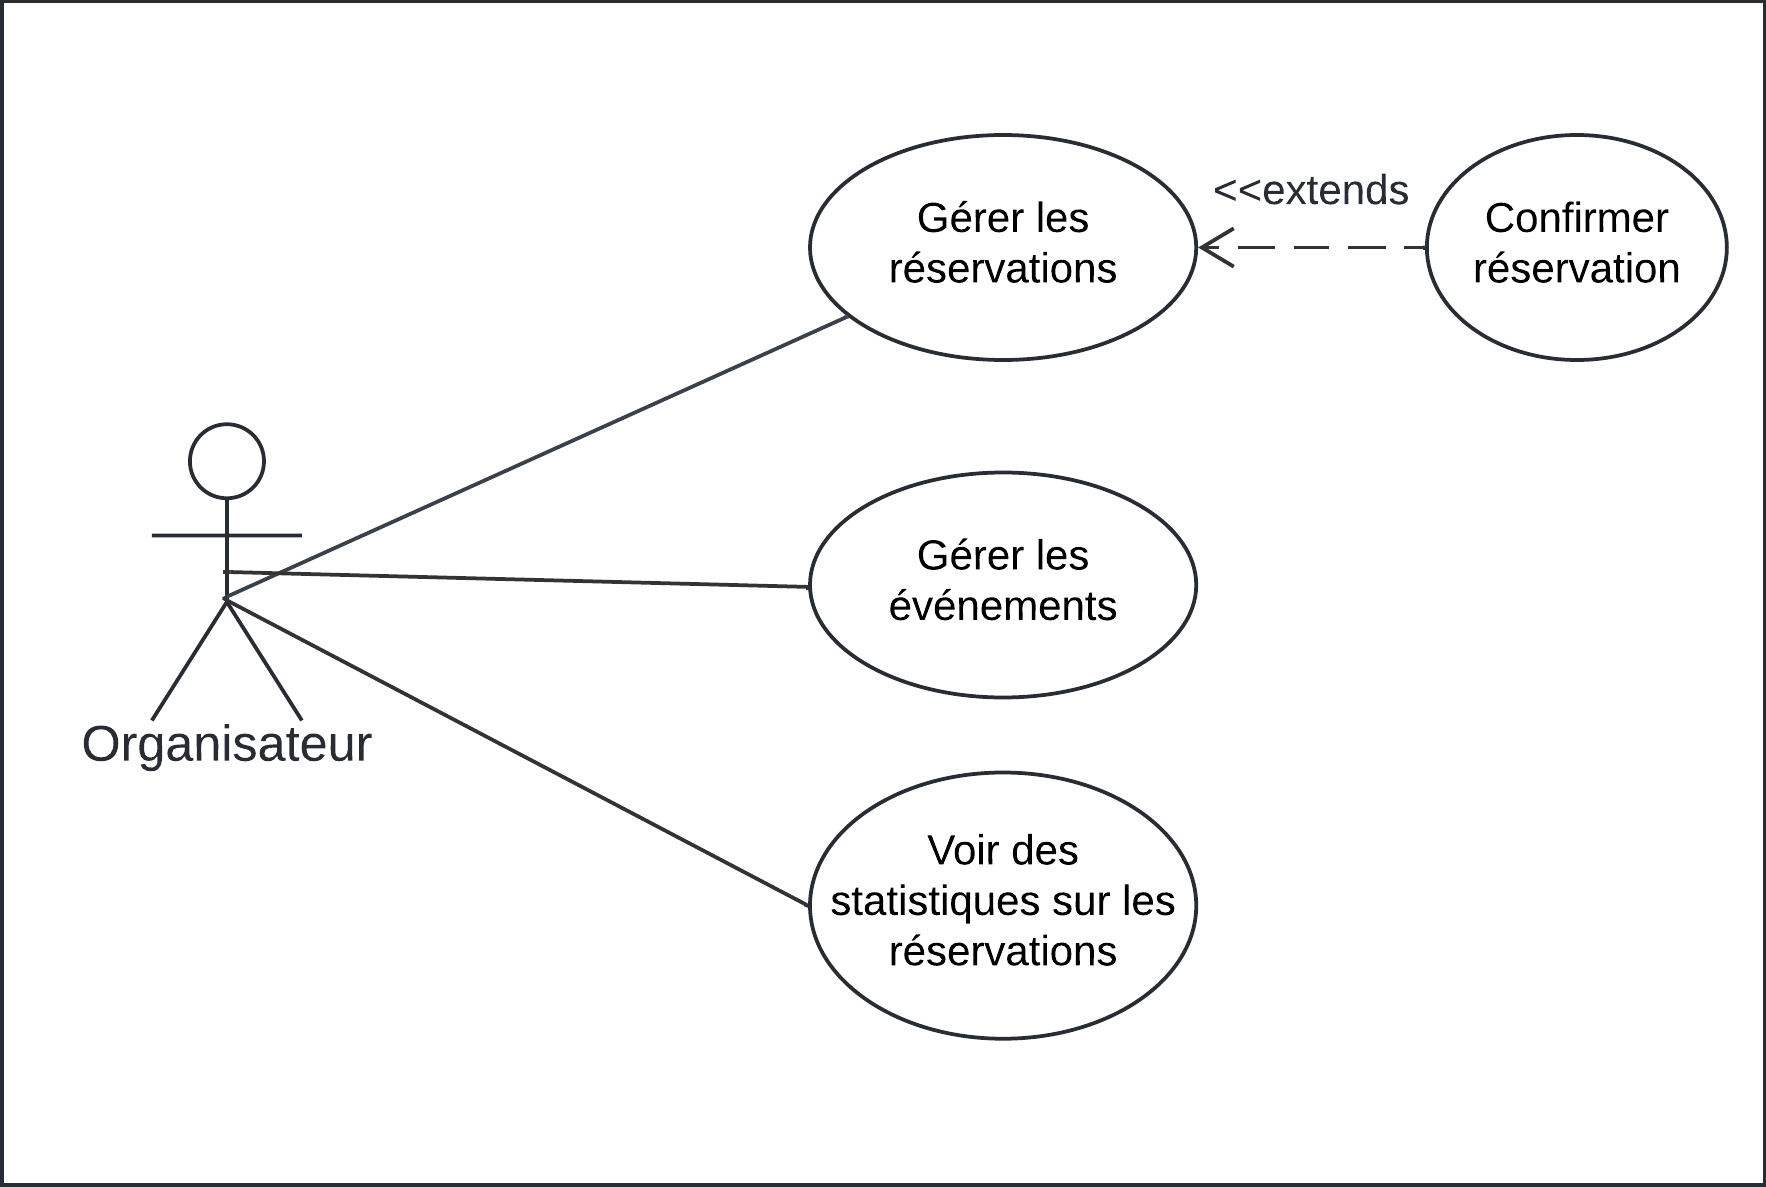 Gérer les
réservations
<<extends
Confirmer
réservation
Gérer les
événements
Organisateur
Voir des
statistiques sur les
réservations